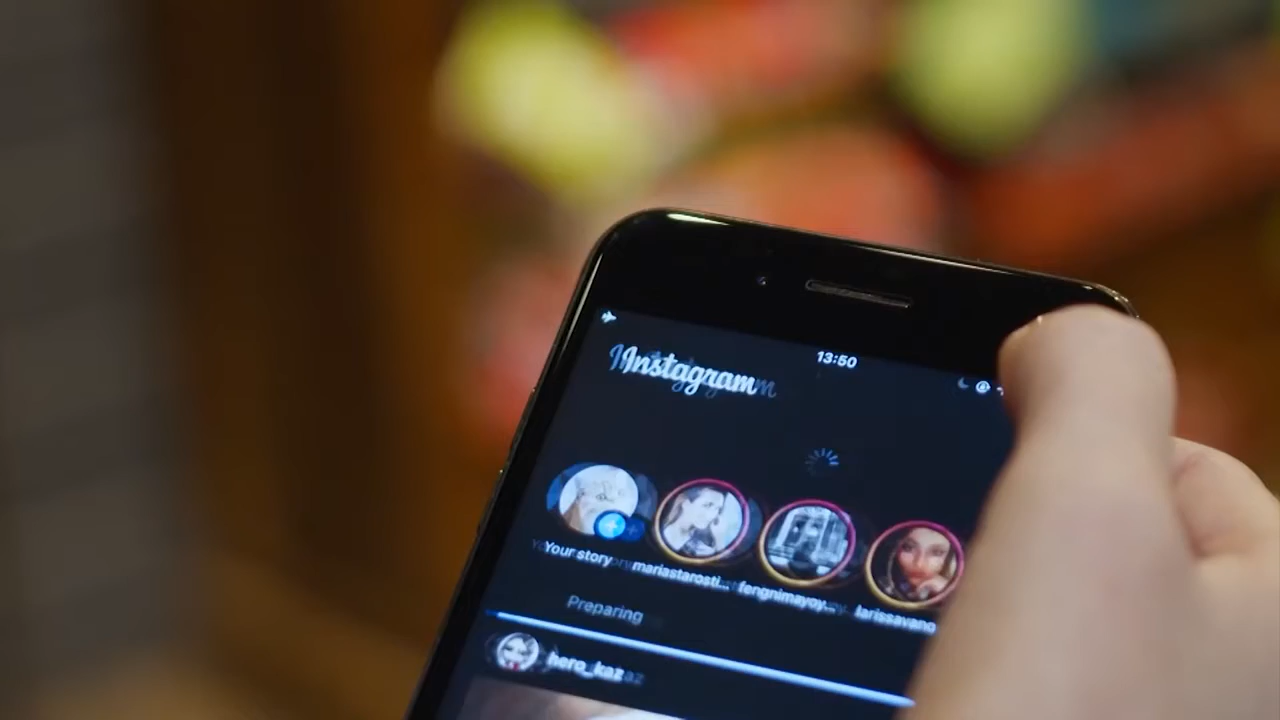 13:50
Instagram
Your story mariastarosti... fengnimayoy... larissavano
Preparing
hero_kaz